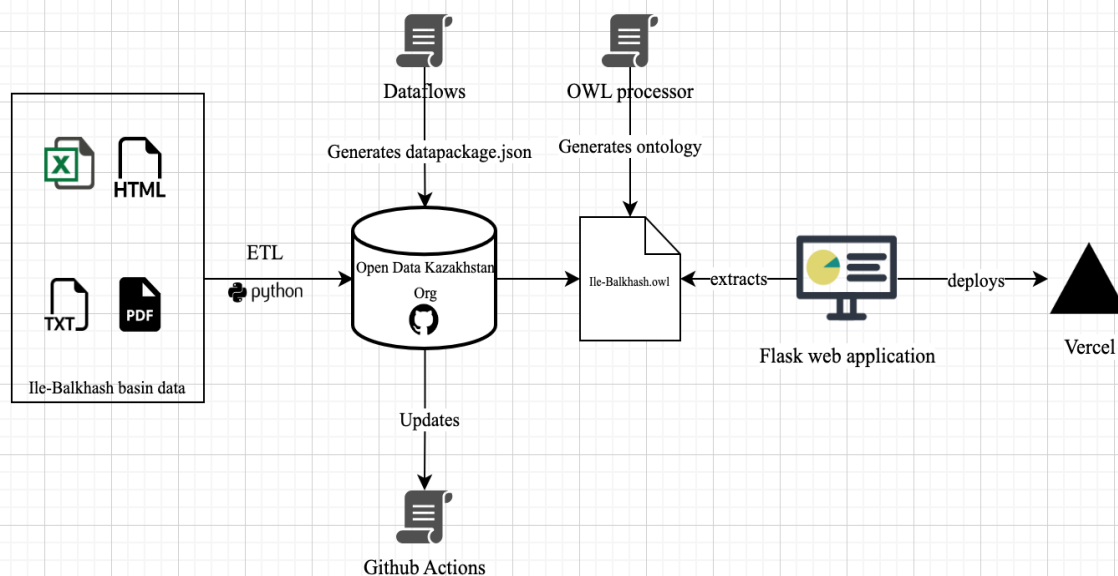 Dataflows
OWL processor
Generates datapackage.json
Generates ontology
X
HTML
TXT
PDF
Ile-Balkhash basin data
ETL
python
Open Data Kazakhstan
Org
Ile-Balkhash.owl
extracts
Flask web application
deploys
Vercel
Updates
Github Actions